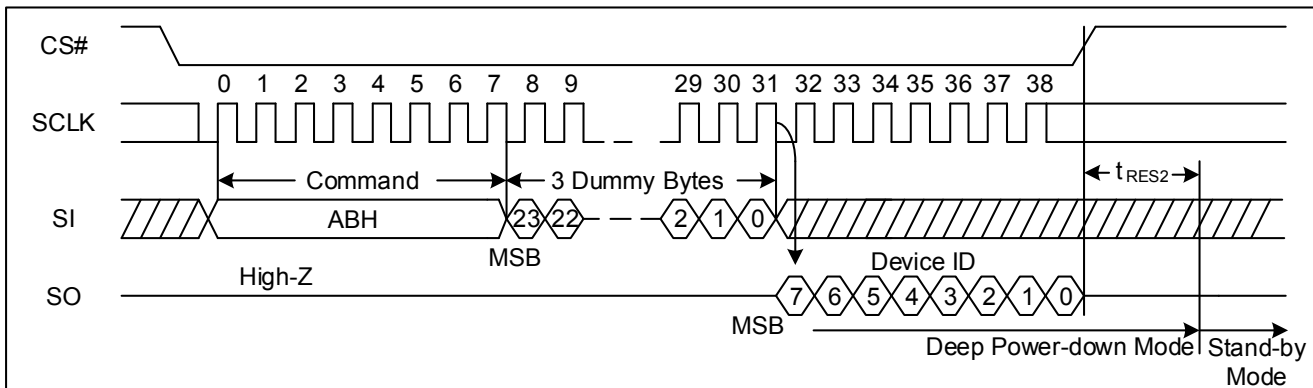 CS#
0 1 2 3 4 5 6 7 8 9 29 30 31 32 33 34 35 36 37 38
SCLK
Command 3 Dummy Bytes tRES2
SI ABH 23 22 2 1 0
MSB
High-Z Device ID
SO 7 6 5 4 3 2 1 0
MSB
Deep Power-down Mode Stand-by
Mode